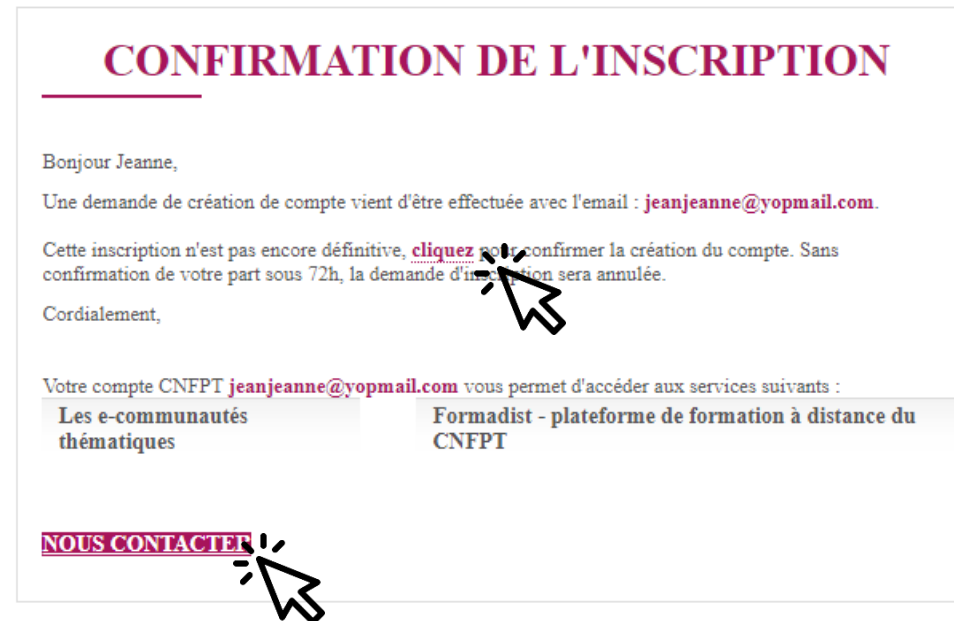 CONFIRMATION DE L'INSCRIPTION
Bonjour Jeanne,
Une demande de création de compte vient d'être effectuée avec l'email : jeanjeanne@yopmail.com.
Cette inscription n'est pas encore définitive, cliquez pour confirmer la création du compte. Sans
confirmation de votre part sous 72h, la demande d'inscription sera annulée.
Cordialement,
Votre compte CNFPT jeanjeanne@yopmail.com vous permet d'accéder aux services suivants :
Les e-communautés
thématiques
Formadist - plateforme de formation à distance du
CNFPT
NOUS CONTACTER